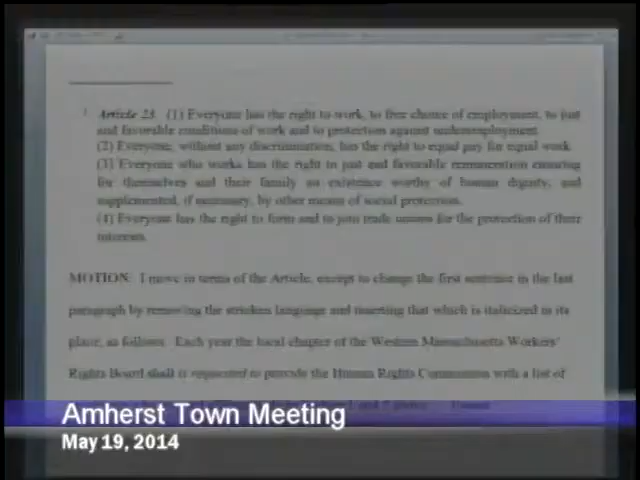 Article 23. (1) Everyone has the right to work, to free choice of employment, to just
and favorable conditions of work and to protection against underemployment.
(2) Everyone, without any discrimination, has the right to equal pay for equal work
(3) Everyone who works has the right to just and favorable remuneration ensuring
for themselves and their family an existence worthy of human dignity, and
supplemented, if necessary, by other means of social protection.
(4) Everyone has the right to form and to join trade unions for the protection of their
interests.
MOTION: I move in terms of the Article, except to change the first sentence in the last
paragraph by removing the stricken language and inserting that which is italicized in its
place, as follows. Each year the local chapter of the Western Massachusetts Workers'
Rights Board shall is requested to provide the Human Rights Commission with a list of
Amherst Town Meeting
May 19, 2014